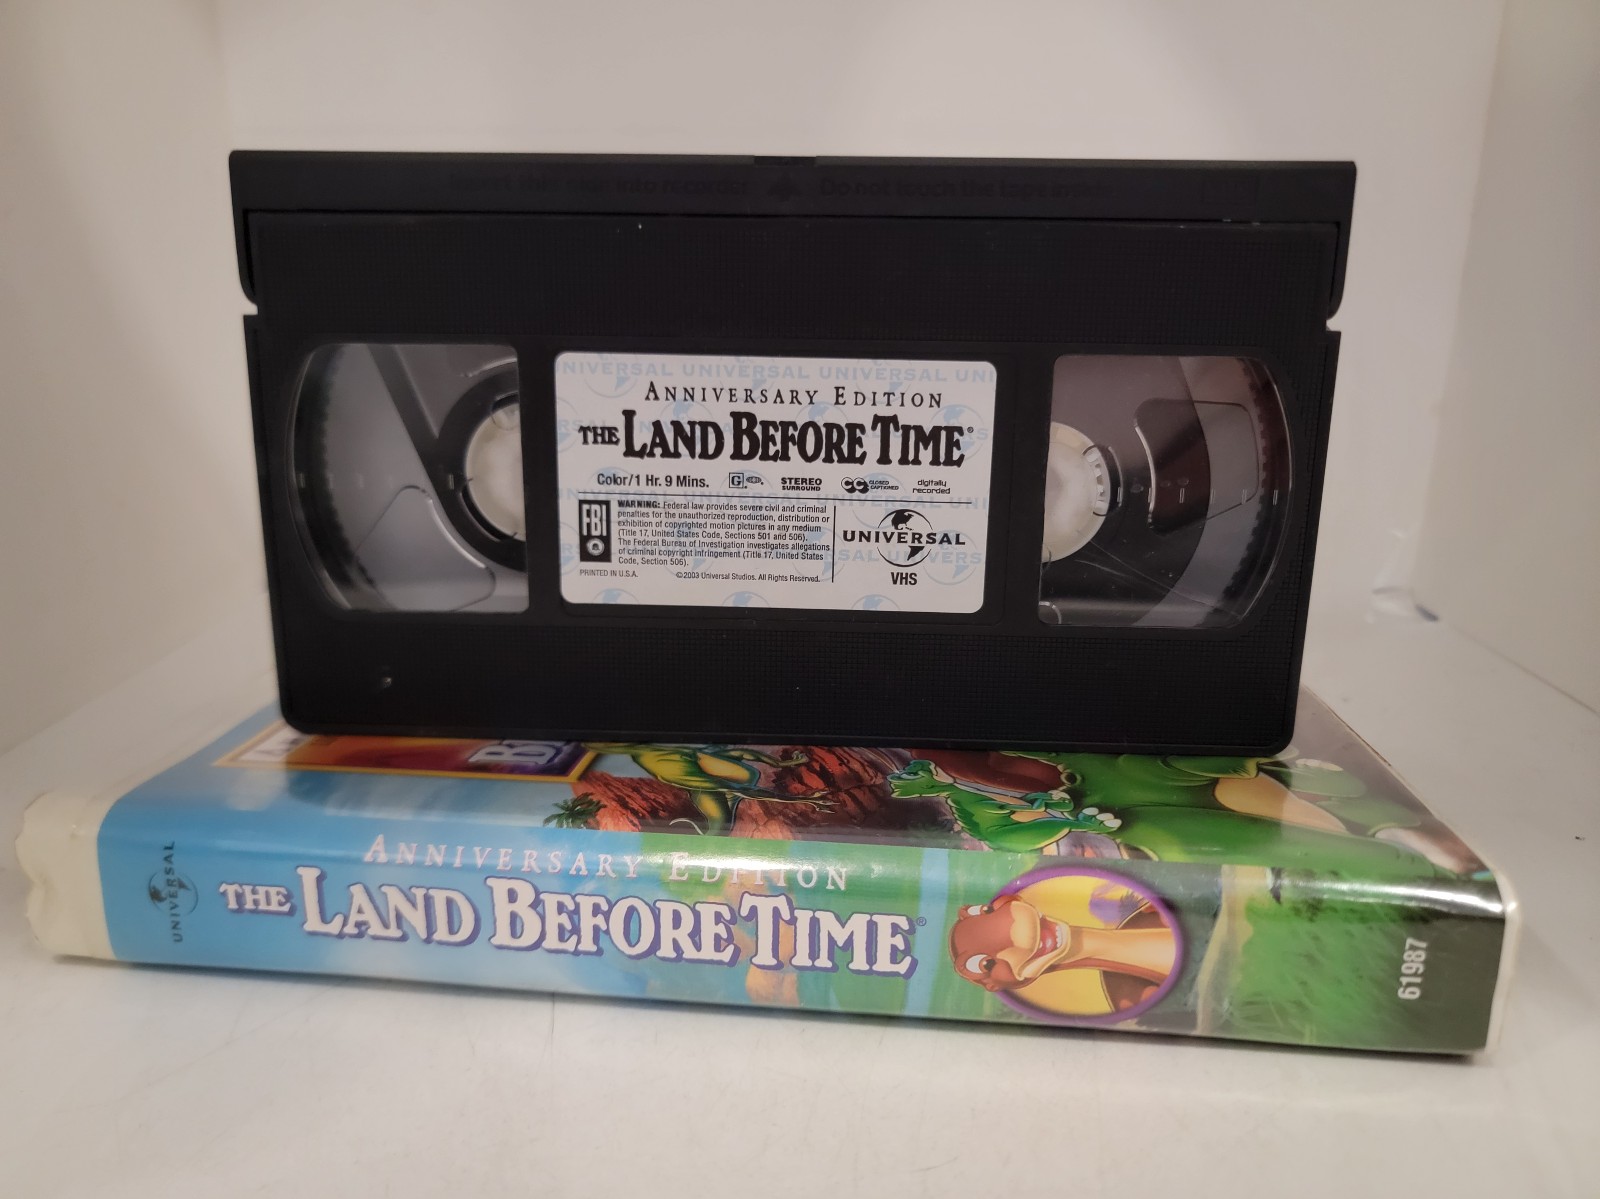 Do not touch the tape inside
ANNIVERSARY EDITION
THE LAND BEFORE TIME®
Color/1 Hr. 9 Mins. G STEREO SURROUND CC CLOSED CAPTIONED digitally recorded
FBI
WARNING: Federal law provides severe civil and criminal
penalties for the unauthorized reproduction, distribution or
exhibition of copyrighted motion pictures in any medium
(Title 17, United States Code, Sections 501 and 506).
The Federal Bureau of Investigation investigates allegations
of criminal copyright infringement (Title 17, United States
Code, Section 506).
PRINTED IN U.S.A. ©2003 Universal Studios. All Rights Reserved.
UNIVERSAL
VHS
UNIVERSAL
ANNIVERSARY EDITION
THE LAND BEFORE TIME®
61987